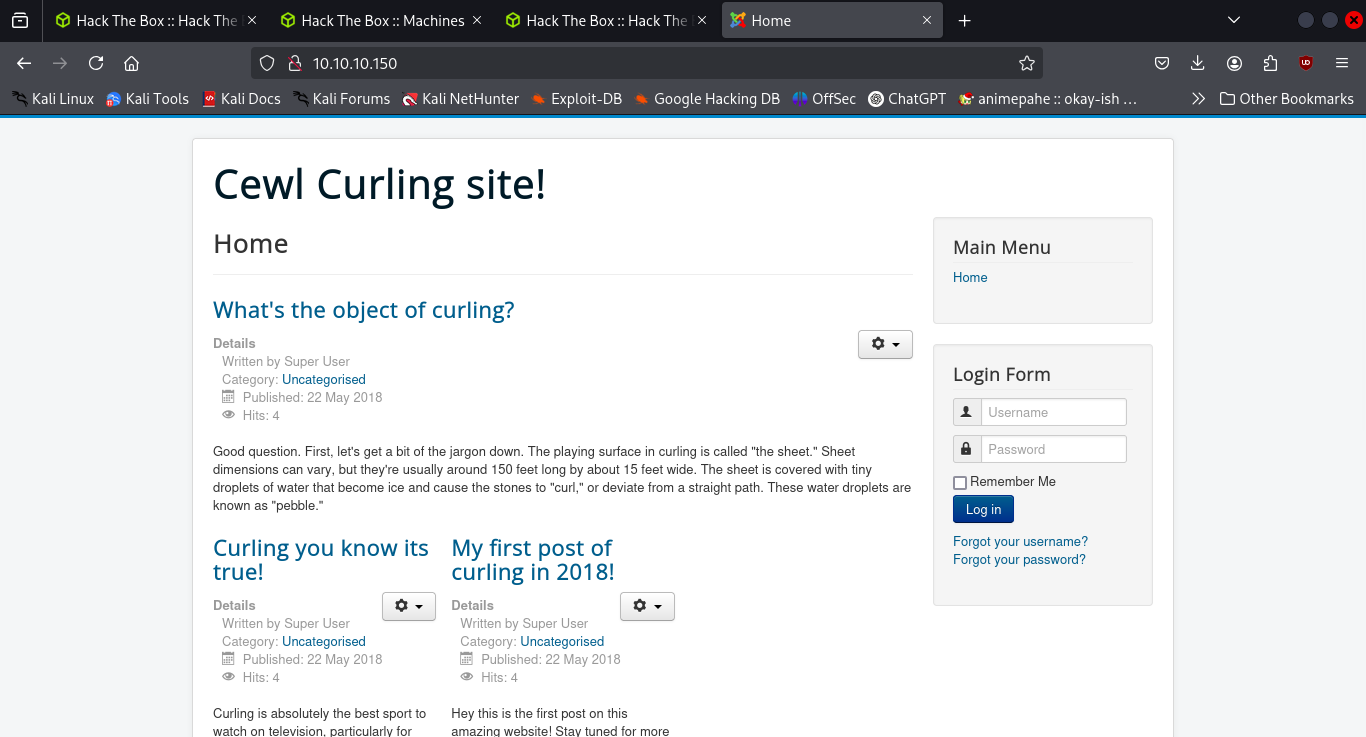 Hack The Box :: Hack The
Hack The Box :: Machines
Hack The Box :: Hack The
Home
10.10.10.150
Kali Linux
Kali Tools
Kali Docs
Kali Forums
Kali NetHunter
Exploit-DB
Google Hacking DB
OffSec
ChatGPT
animepahe :: okay-ish ...
Other Bookmarks
Cewl Curling site!
Home
What's the object of curling?
Details
Written by Super User
Category: Uncategorised
Published: 22 May 2018
Hits: 4
Good question. First, let's get a bit of the jargon down. The playing surface in curling is called "the sheet." Sheet
dimensions can vary, but they're usually around 150 feet long by about 15 feet wide. The sheet is covered with tiny
droplets of water that become ice and cause the stones to "curl," or deviate from a straight path. These water droplets are
known as "pebble."
Curling you know its
true!
Details
Written by Super User
Category: Uncategorised
Published: 22 May 2018
Hits: 4
Curling is absolutely the best sport to
watch on television, particularly for
My first post of
curling in 2018!
Details
Written by Super User
Category: Uncategorised
Published: 22 May 2018
Hits: 4
Hey this is the first post on this
amazing website! Stay tuned for more
Main Menu
Home
Login Form
Username
Password
Remember Me
Log in
Forgot your username?
Forgot your password?